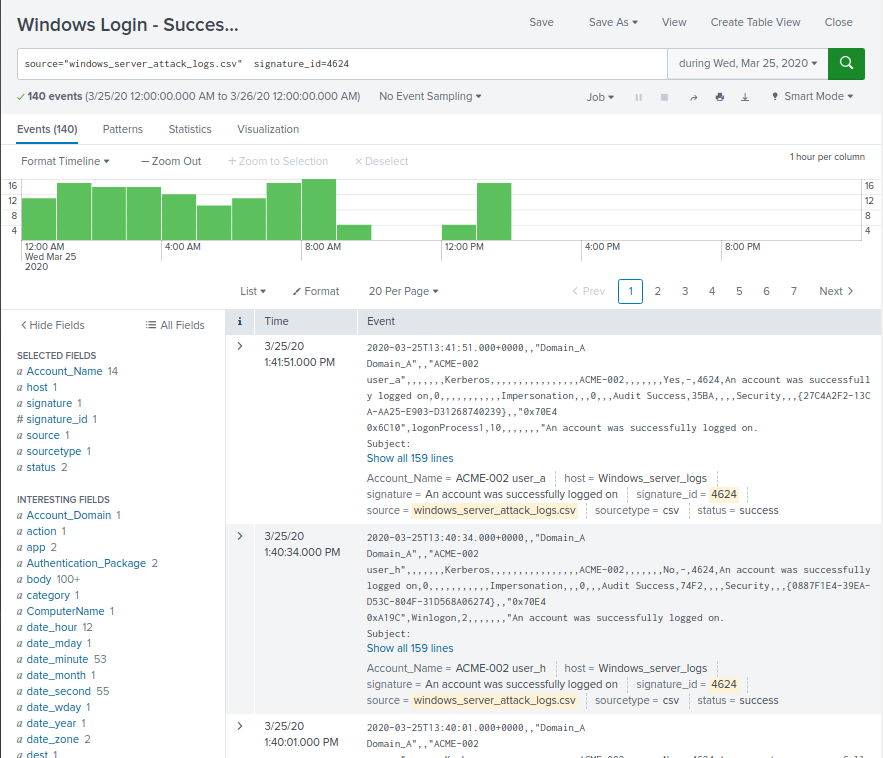 Windows Login - Succes...
Save Save As View Create Table View Close
source="windows_server_attack_logs.csv" signature_id=4624
during Wed, Mar 25, 2020
140 events (3/25/20 12:00:00.000 AM to 3/26/20 12:00:00.000 AM) No Event Sampling
Job Smart Mode
Events (140) Patterns Statistics Visualization
Format Timeline — Zoom Out + Zoom to Selection × Deselect
1 hour per column
16 16
12 12
8 8
4 4
12:00 AM 4:00 AM 8:00 AM 12:00 PM 4:00 PM 8:00 PM
Wed Mar 25
2020
List Format 20 Per Page
< Prev 1 2 3 4 5 6 7 Next >
< Hide Fields All Fields
SELECTED FIELDS
a Account_Name 14
a host 1
a signature 1
# signature_id 1
a source 1
a sourcetype 1
a status 2
INTERESTING FIELDS
a Account_Domain 1
a action 1
a app 2
a Authentication_Package 2
a body 100+
a category 1
a ComputerName 1
a date_hour 12
a date_mday 1
a date_minute 53
a date_month 1
a date_second 55
a date_wday 1
a date_year 1
a date_zone 2
a dest 1
i Time Event
3/25/20
1:41:51.000 PM
2020-03-25T13:41:51.000+0000,,"Domain_A
Domain_A",,"ACME-002
user_a",,,,,,,Kerberos,,,,,,,,,,,,,,,,ACME-002,,,,,,,Yes,-,4624,An account was successfull
y logged on,0,,,,,,,,,,,Impersonation,,,0,,,Audit Success,35BA,,,,Security,,,{27C4A2F2-13C
A-AA25-E903-D31268740239},,"0x70E4
0x6C10",logonProcess1,10,,,,,,,"An account was successfully logged on.
Subject:
Show all 159 lines
Account_Name = ACME-002 user_a host = Windows_server_logs
signature = An account was successfully logged on signature_id = 4624
source = windows_server_attack_logs.csv sourcetype = csv status = success
3/25/20
1:40:34.000 PM
2020-03-25T13:40:34.000+0000,,"Domain_A
Domain_A",,"ACME-002
user_h",,,,,,,Kerberos,,,,,,,,,,,,,,,,ACME-002,,,,,,,No,-,4624,An account was successfully
logged on,0,,,,,,,,,,,Impersonation,,,0,,,Audit Success,74F2,,,,Security,,,{0887F1E4-39EA-
D53C-804F-31D568A06274},,"0x70E4
0xA19C",Winlogon,2,,,,,,,"An account was successfully logged on.
Subject:
Show all 159 lines
Account_Name = ACME-002 user_h host = Windows_server_logs
signature = An account was successfully logged on signature_id = 4624
source = windows_server_attack_logs.csv sourcetype = csv status = success
3/25/20
1:40:01.000 PM
2020-03-25T13:40:01.000+0000,,"Domain_A
Domain_A",,"ACME-002